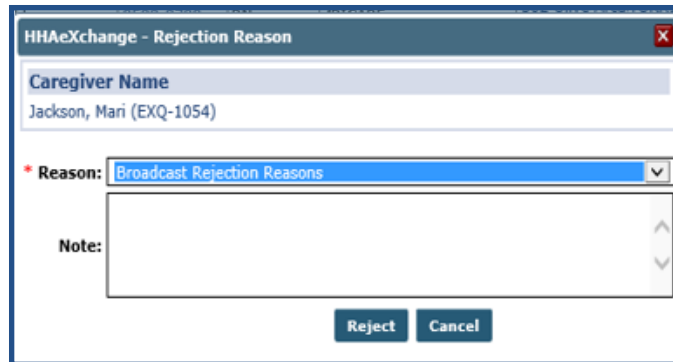 HHAeXchange - Rejection Reason
X
Caregiver Name
Jackson, Mari (EXQ-1054)
* Reason: Broadcast Rejection Reasons
Note:
Reject Cancel